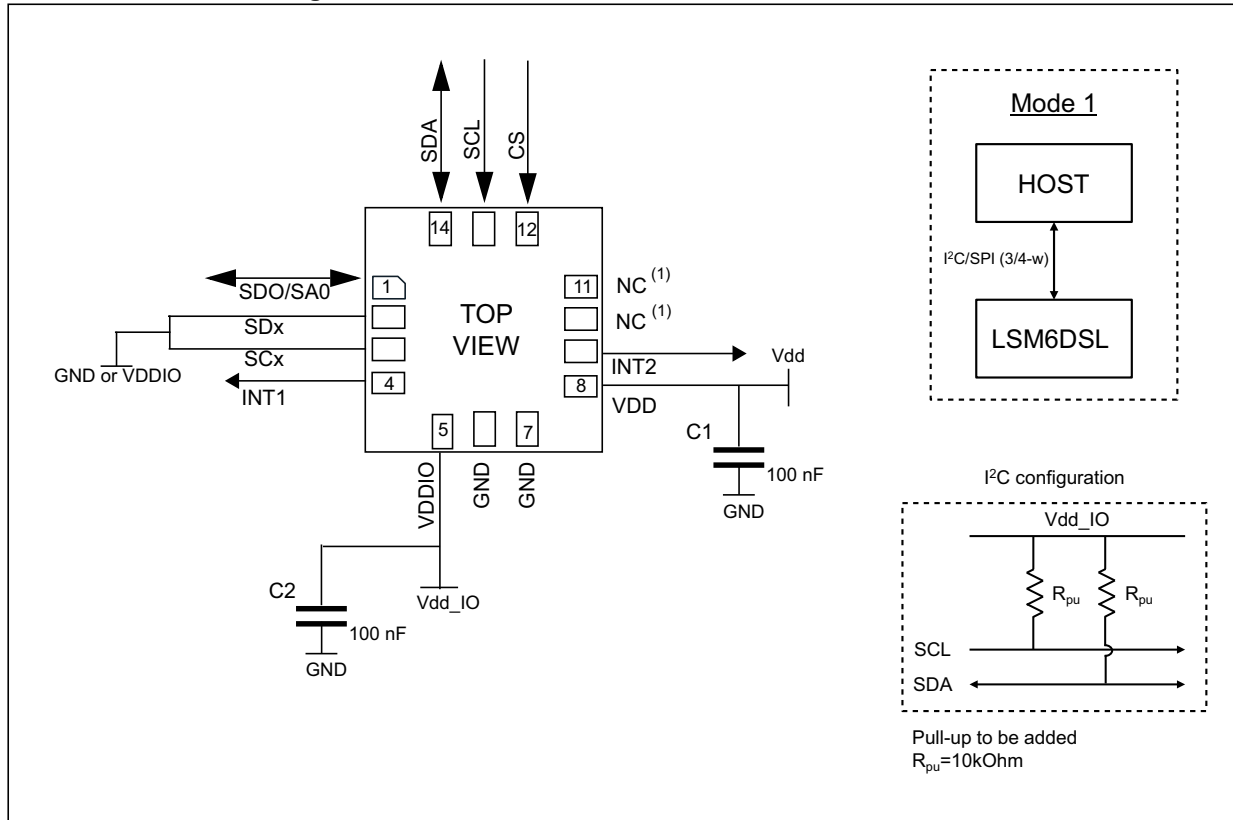 SDA
SCL
CS
14
12
1
11
NC (1)
SDO/SA0
TOP
VIEW
NC (1)
SDx
SCx
GND or VDDIO
INT1
4
INT2
8
VDD
Vdd
5
7
VDDIO
GND
GND
C1
100 nF
GND
C2
100 nF
GND
Vdd_IO
Mode 1
HOST
I²C/SPI (3/4-w)
LSM6DSL
I²C configuration
Vdd_IO
Rpu
Rpu
SCL
SDA
Pull-up to be added
Rpu=10kOhm